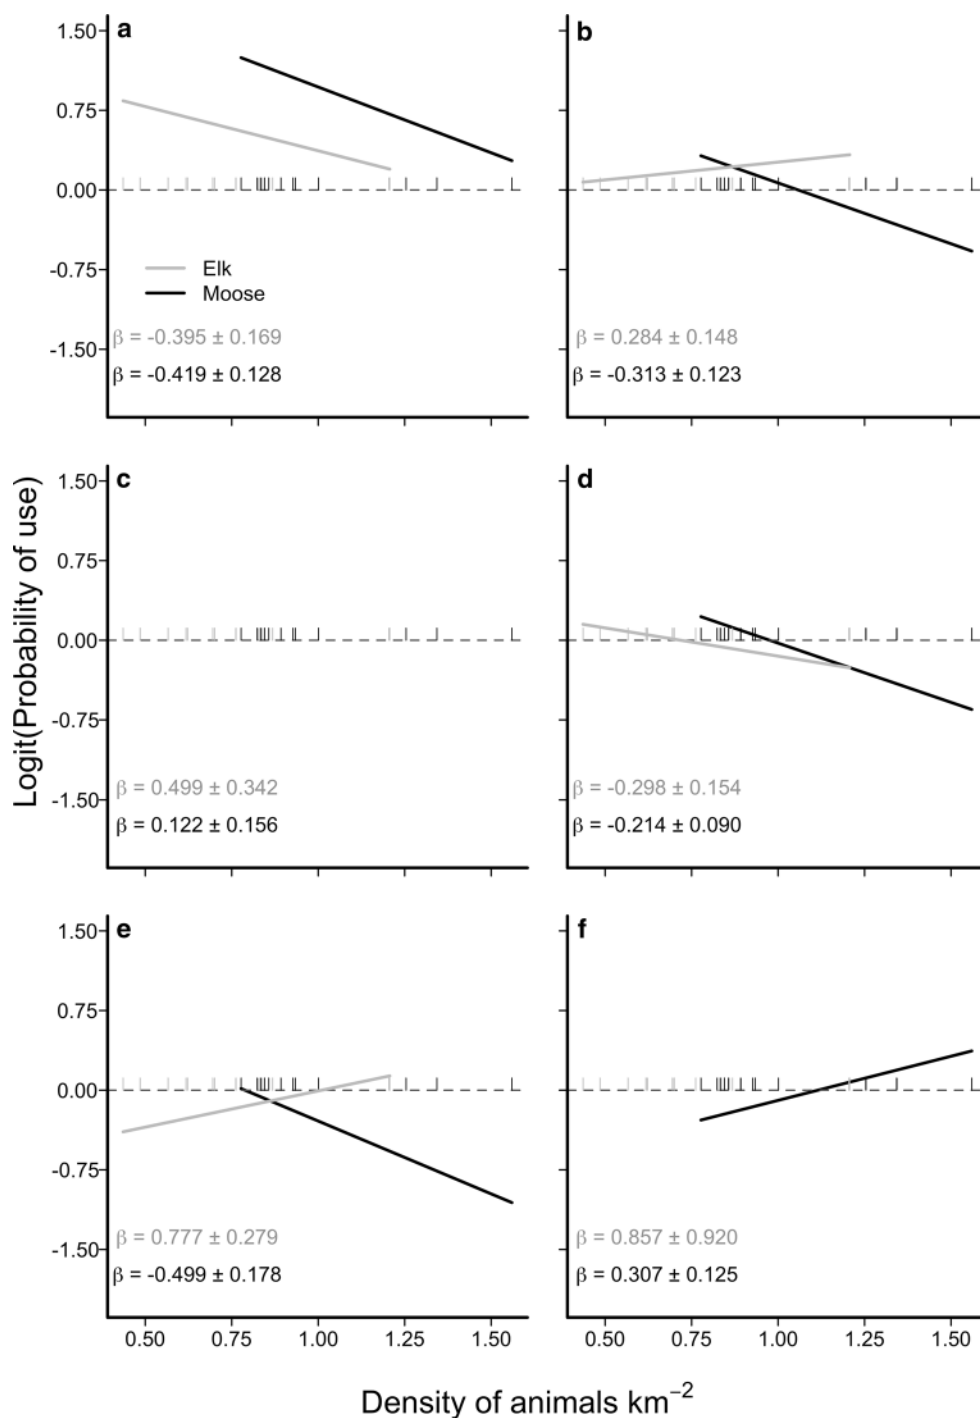 a
b
1.50
0.75
0.00
-0.75
-1.50
Elk
Moose
β = -0.395 ± 0.169
β = -0.419 ± 0.128
β = 0.284 ± 0.148
β = -0.313 ± 0.123
c
d
1.50
0.75
0.00
-0.75
-1.50
β = 0.499 ± 0.342
β = 0.122 ± 0.156
β = -0.298 ± 0.154
β = -0.214 ± 0.090
Logit(Probability of use)
e
f
1.50
0.75
0.00
-0.75
-1.50
β = 0.777 ± 0.279
β = -0.499 ± 0.178
β = 0.857 ± 0.920
β = 0.307 ± 0.125
0.50 0.75 1.00 1.25 1.50
0.50 0.75 1.00 1.25 1.50
Density of animals km⁻²